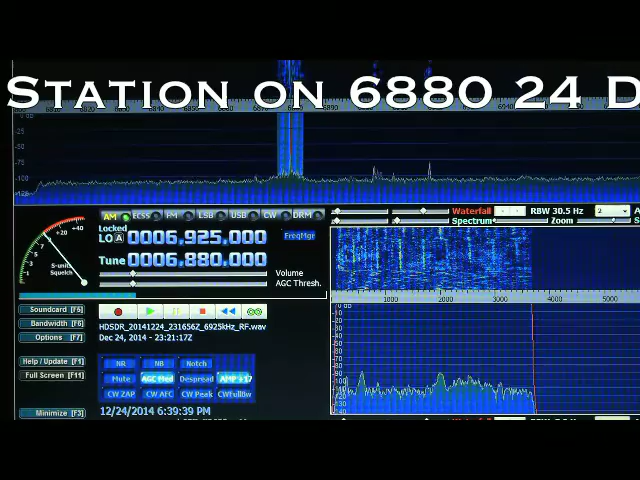 STATION ON 6880 24 D
AM ECSS FM LSB USB CW DRM
Locked
LO A 0006.925.000
FreqMgr
Tune 0006.880.000
S-units
Squelch
Volume
AGC Thresh.
Waterfall RBW 30.5 Hz 2
Spectrum Zoom
1000 2000 3000 4000 5000
Soundcard [F5]
Bandwidth [F6]
Options [F7]
HDSDR_20141224_231656Z_6925kHz_RF.wav
Dec 24, 2014 - 23:21:17Z
Help / Update [F1]
Full Screen [F11]
Minimize [F3]
NR NB Notch
Mute AGC Med Despread
CW ZAP CW AFC CW Peak CWFullBw
12/24/2014 6:39:39 PM